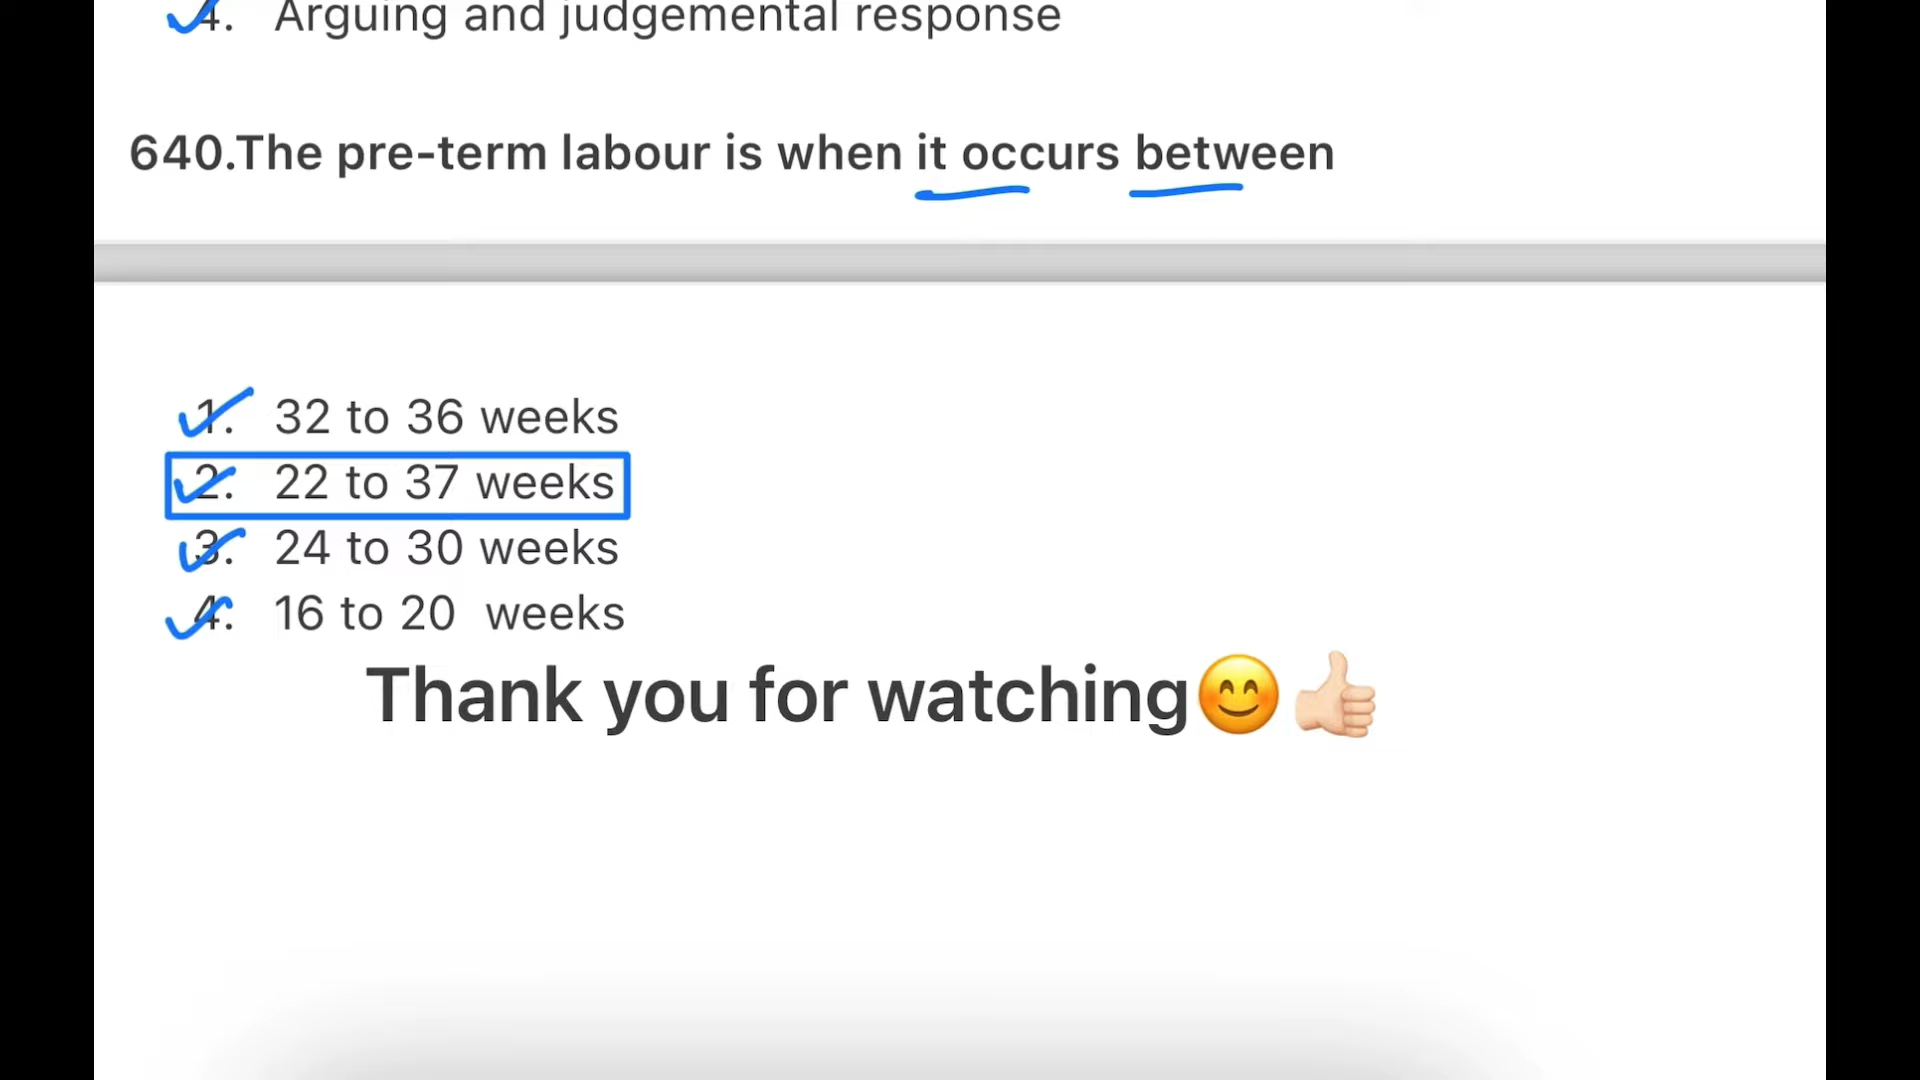 4. Arguing and judgemental response
640.The pre-term labour is when it occurs between
1. 32 to 36 weeks
2. 22 to 37 weeks
3. 24 to 30 weeks
4. 16 to 20 weeks
Thank you for watching😊👍🏻